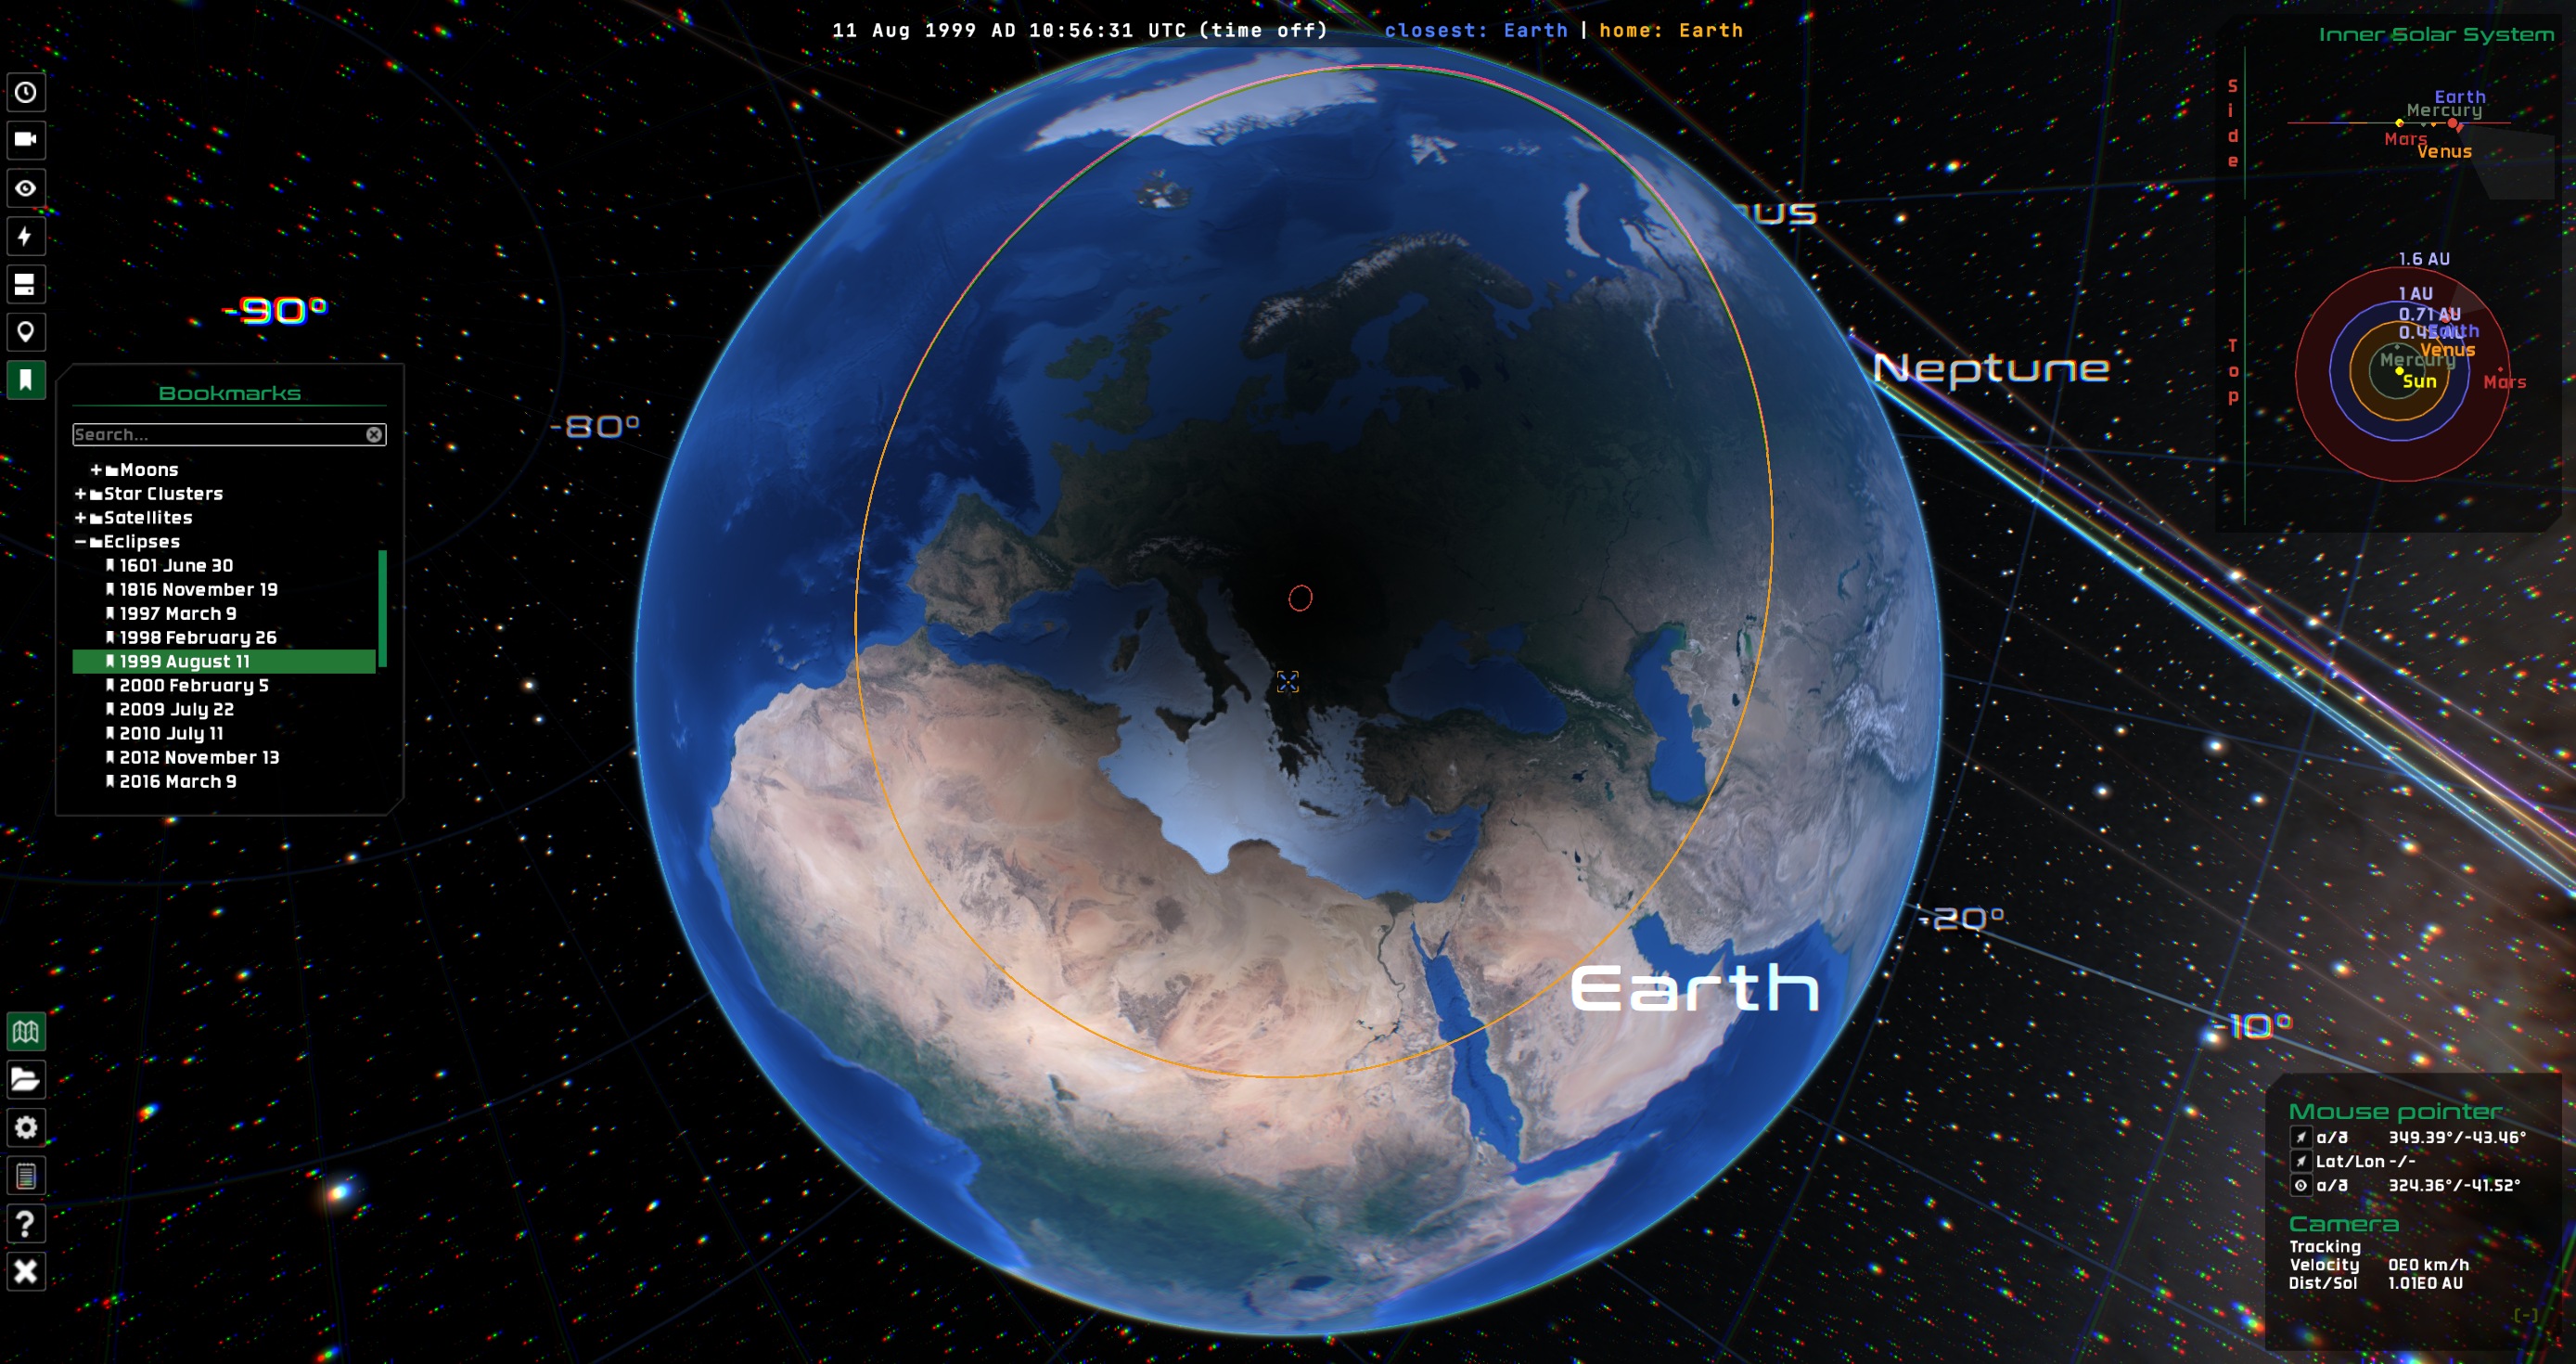 11 Aug 1999 AD 10:56:31 UTC (time off) closest: Earth | home: Earth
Inner Solar System
Side
Earth
Mercury
Mars
Venus
-90°
Neptune
-80°
Bookmarks
Search...
+ Moons
+ Star Clusters
+ Satellites
− Eclipses
1601 June 30
1816 November 19
1997 March 9
1998 February 26
1999 August 11
2000 February 5
2009 July 22
2010 July 11
2012 November 13
2016 March 9
Top
1.6 AU
1 AU
0.71 AU
Earth
Venus
Mercury
Sun
Mars
-20°
Earth
-10°
Mouse pointer
α/δ 349.39°/-43.46°
Lat/Lon -/-
α/δ 324.36°/-41.52°
Camera
Tracking
Velocity 0E0 km/h
Dist/Sol 1.01E0 AU
(-)